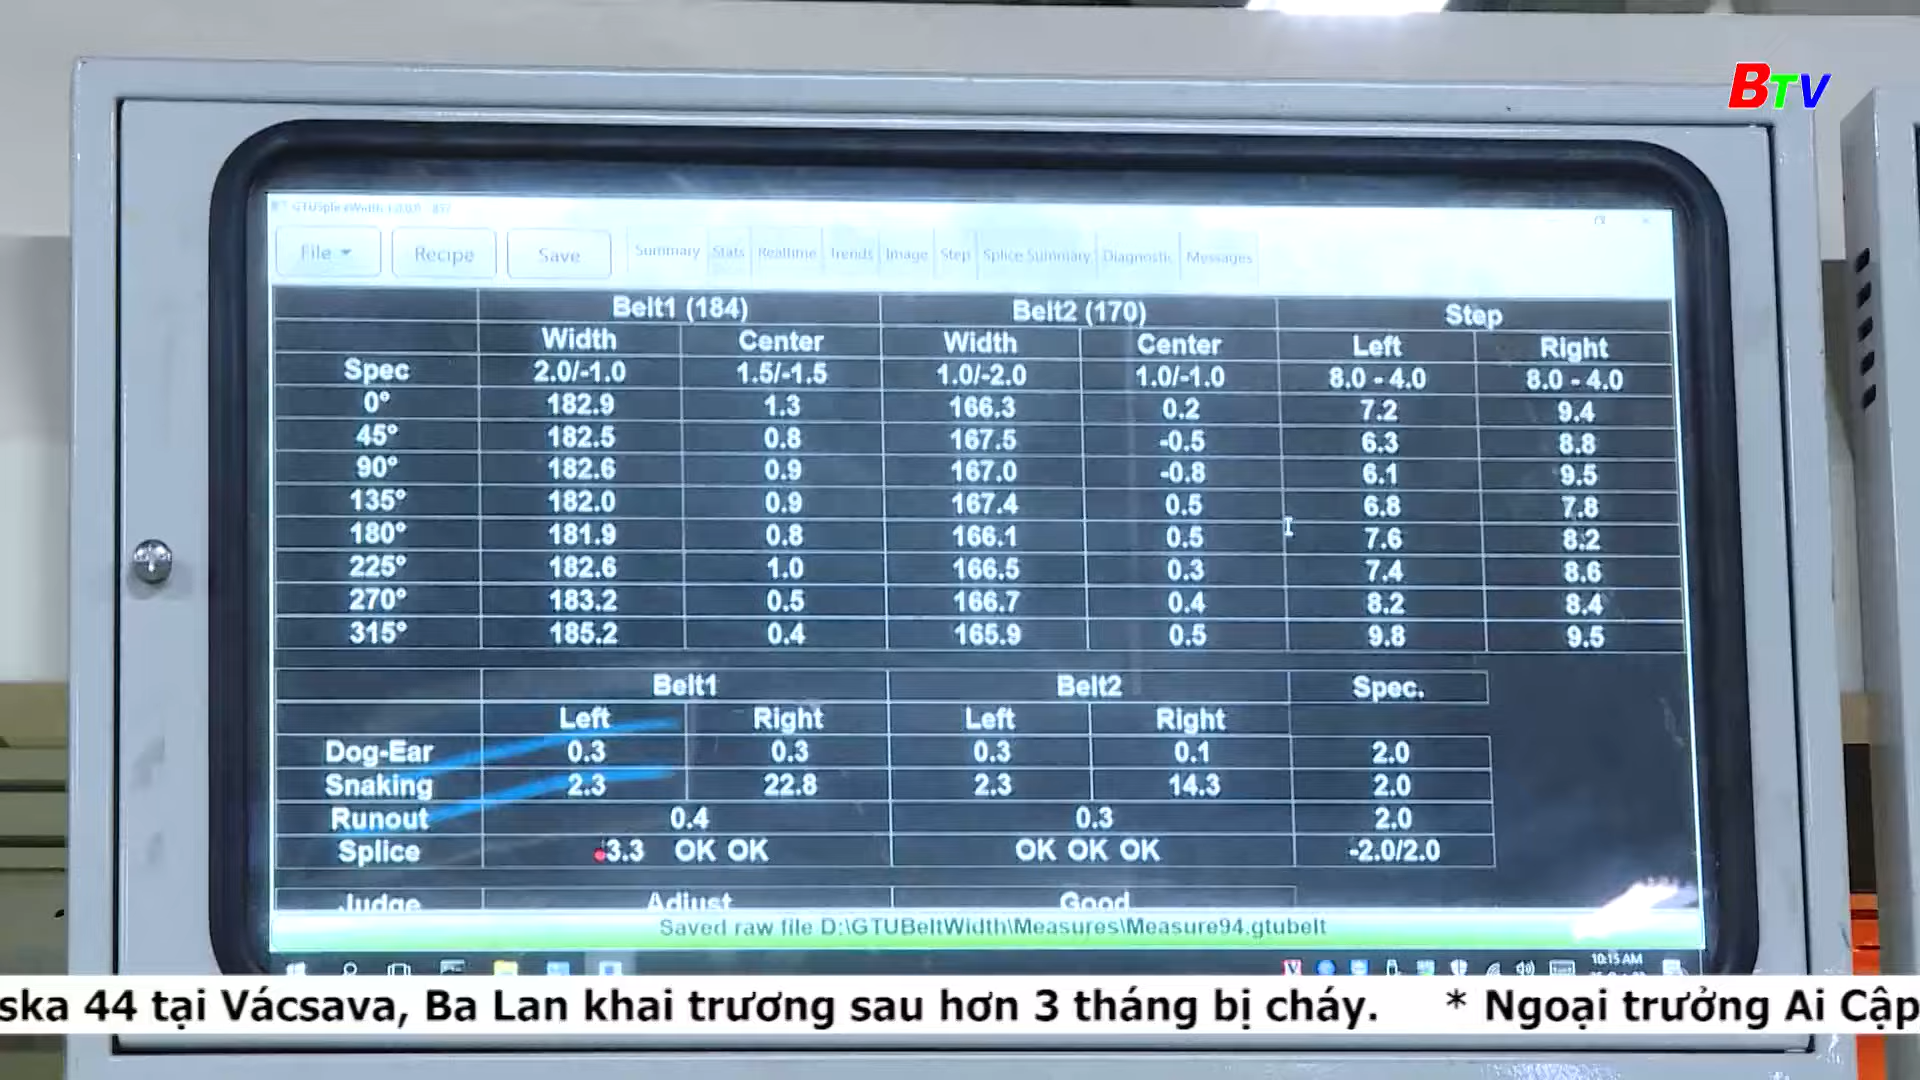 BTV
File Recipe Save Summary Stats Realtime Trends Image Step Splice Summary Diagnostic Messages
Belt1 (184) Belt2 (170) Step
Width Center Width Center Left Right
Spec 2.0/-1.0 1.5/-1.5 1.0/-2.0 1.0/-1.0 8.0 - 4.0 8.0 - 4.0
0° 182.9 1.3 166.3 0.2 7.2 9.4
45° 182.5 0.8 167.5 -0.5 6.3 8.8
90° 182.6 0.9 167.0 -0.8 6.1 9.5
135° 182.0 0.9 167.4 0.5 6.8 7.8
180° 181.9 0.8 166.1 0.5 7.6 8.2
225° 182.6 1.0 166.5 0.3 7.4 8.6
270° 183.2 0.5 166.7 0.4 8.2 8.4
315° 185.2 0.4 165.9 0.5 9.8 9.5
Belt1 Belt2 Spec.
Left Right Left Right
Dog-Ear 0.3 0.3 0.3 0.1 2.0
Snaking 2.3 22.8 2.3 14.3 2.0
Runout 0.4 0.3 2.0
Splice 3.3 OK OK OK OK OK -2.0/2.0
Judge Adjust Good
Saved raw file D:\GTUBeltWidth\Measures\Measure94.gtubelt
10:15 AM
ska 44 tại Vácsava, Ba Lan khai trương sau hơn 3 tháng bị cháy. * Ngoại trưởng Ai Cập